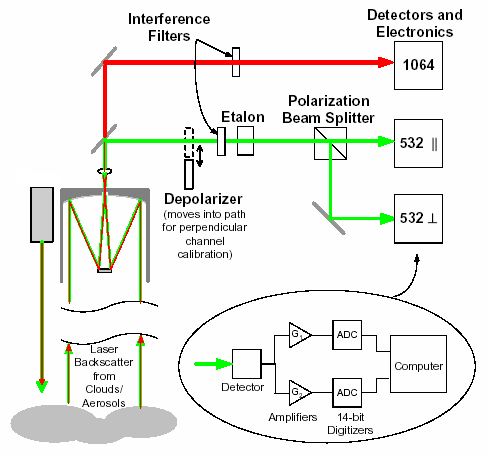 Interference
Filters
Detectors and
Electronics
1064
Etalon
Polarization
Beam Splitter
532 ||
Depolarizer
(moves into path
for perpendicular
channel
calibration)
532 ⊥
Laser
Backscatter
from
Clouds/
Aerosols
G1
ADC
Computer
Detector
G2
ADC
Amplifiers
14-bit
Digitizers